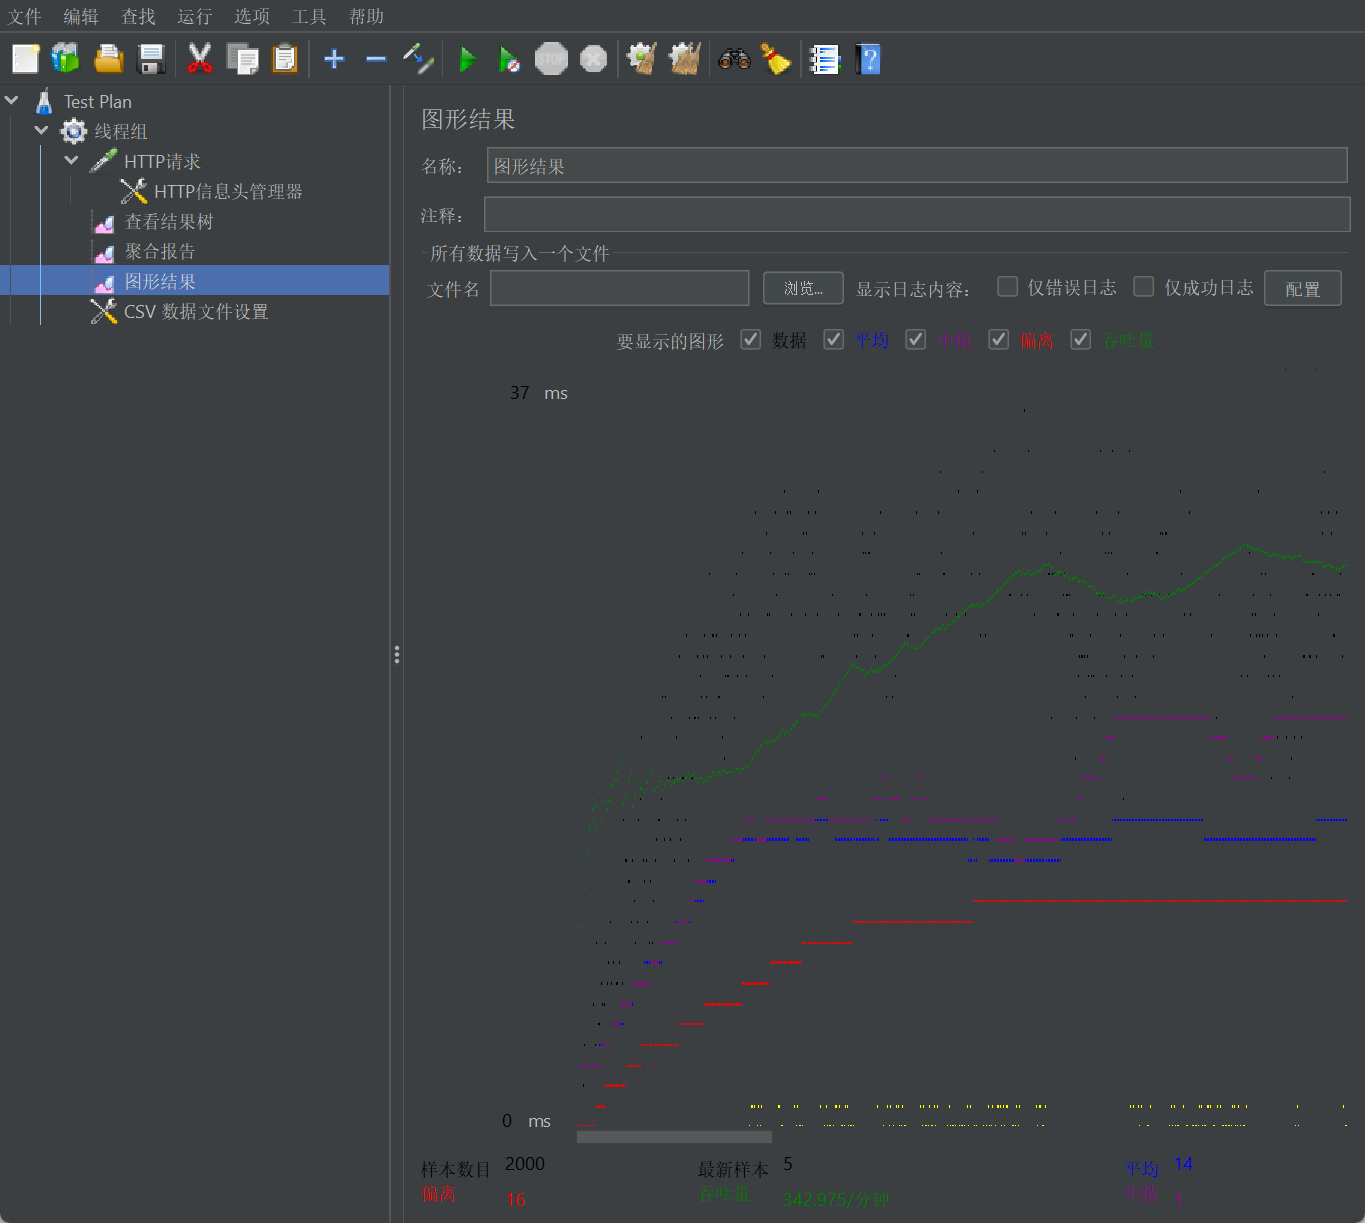 文件 编辑 查找 运行 选项 工具 帮助
STOP
Test Plan
线程组
HTTP请求
HTTP信息头管理器
查看结果树
聚合报告
图形结果
CSV 数据文件设置
图形结果
名称： 图形结果
注释：
所有数据写入一个文件
文件名 浏览... 显示日志内容： 仅错误日志 仅成功日志 配置
要显示的图形 数据 平均 中值 偏离 吞吐量
37 ms
0 ms
样本数目 2000 最新样本 5 平均 14
偏离 16 吞吐量 342.975/分钟 中值